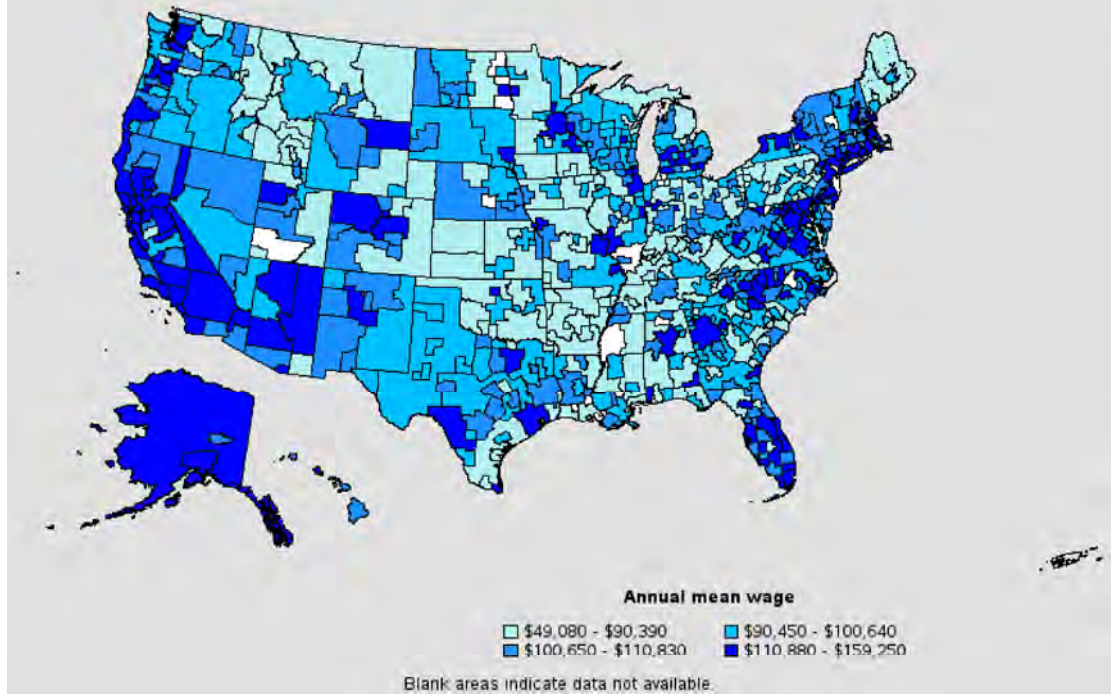 Annual mean wage
$49,080 - $90,390 $90,450 - $100,640
$100,650 - $110,830 $110,880 - $159,250
Blank areas indicate data not available.